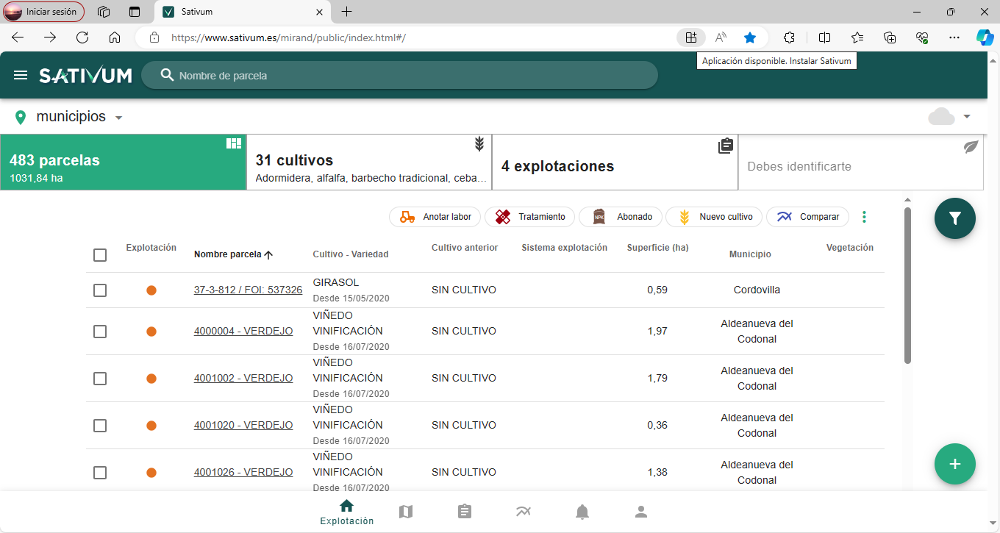 Iniciar sesión
Sativum
https://www.sativum.es/mirand/public/index.html#/
Aplicación disponible. Instalar Sativum
SATIVUM
Nombre de parcela
municipios
483 parcelas
1031,84 ha
31 cultivos
Adormidera, alfalfa, barbecho tradicional, ceba...
4 explotaciones
Debes identificarte
Anotar labor
Tratamiento
NPK
Abonado
Nuevo cultivo
Comparar
Explotación
Nombre parcela
Cultivo - Variedad
Cultivo anterior
Sistema explotación
Superficie (ha)
Municipio
Vegetación
37-3-812 / FOI: 537326
GIRASOL
Desde 15/05/2020
SIN CULTIVO
0,59
Cordovilla
4000004 - VERDEJO
VIÑEDO
VINIFICACIÓN
Desde 16/07/2020
SIN CULTIVO
1,97
Aldeanueva del
Codonal
4001002 - VERDEJO
VIÑEDO
VINIFICACIÓN
Desde 16/07/2020
SIN CULTIVO
1,79
Aldeanueva del
Codonal
4001020 - VERDEJO
VIÑEDO
VINIFICACIÓN
Desde 16/07/2020
SIN CULTIVO
0,36
Aldeanueva del
Codonal
4001026 - VERDEJO
VIÑEDO
VINIFICACIÓN
Desde 16/07/2020
SIN CULTIVO
1,38
Aldeanueva del
Codonal
Explotación